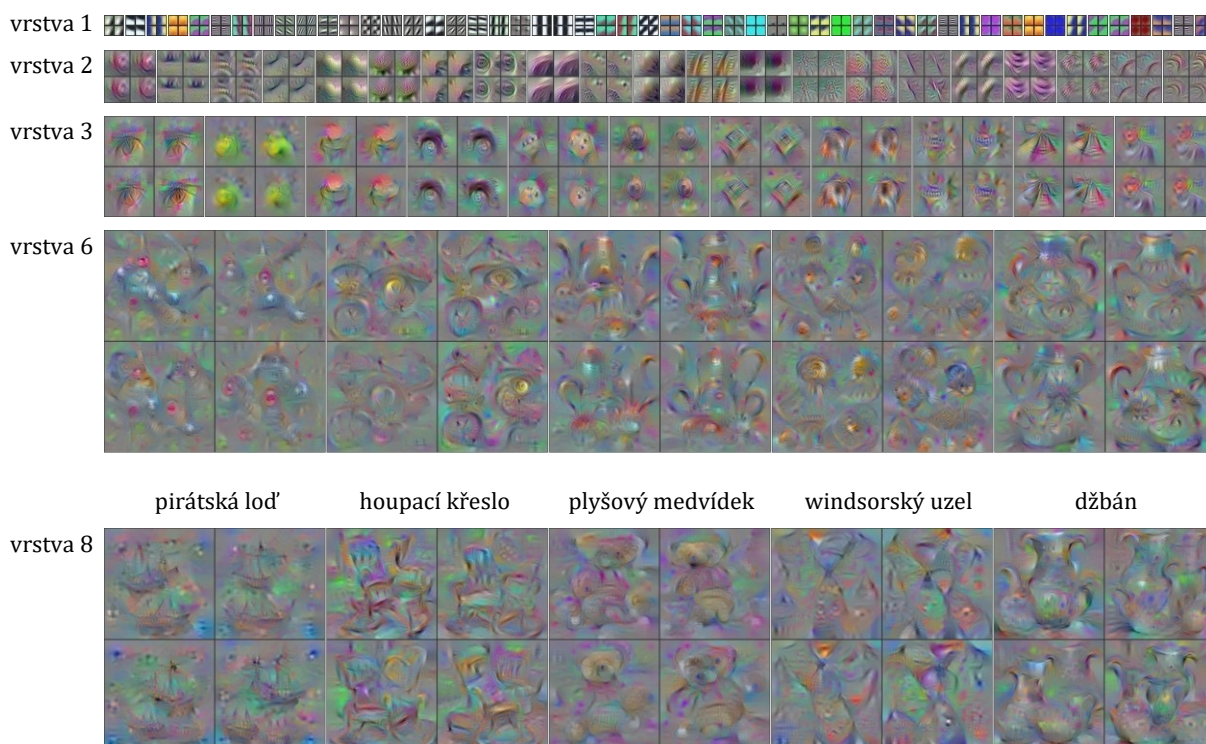 vrstva 1
vrstva 2
vrstva 3
vrstva 6
pirátská loď houpací křeslo plyšový medvídek windsorský uzel džbán
vrstva 8